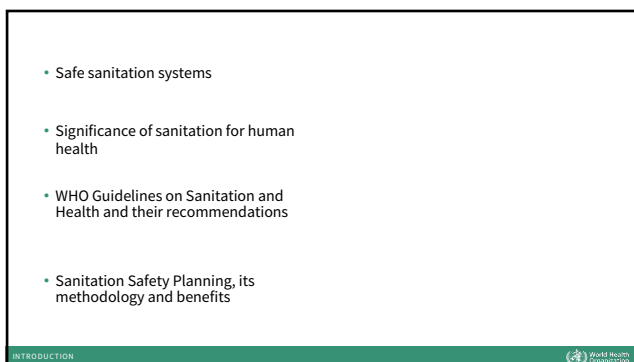 • Safe sanitation systems
• Significance of sanitation for human
health
• WHO Guidelines on Sanitation and
Health and their recommendations
• Sanitation Safety Planning, its
methodology and benefits
INTRODUCTION
World Health
Organization